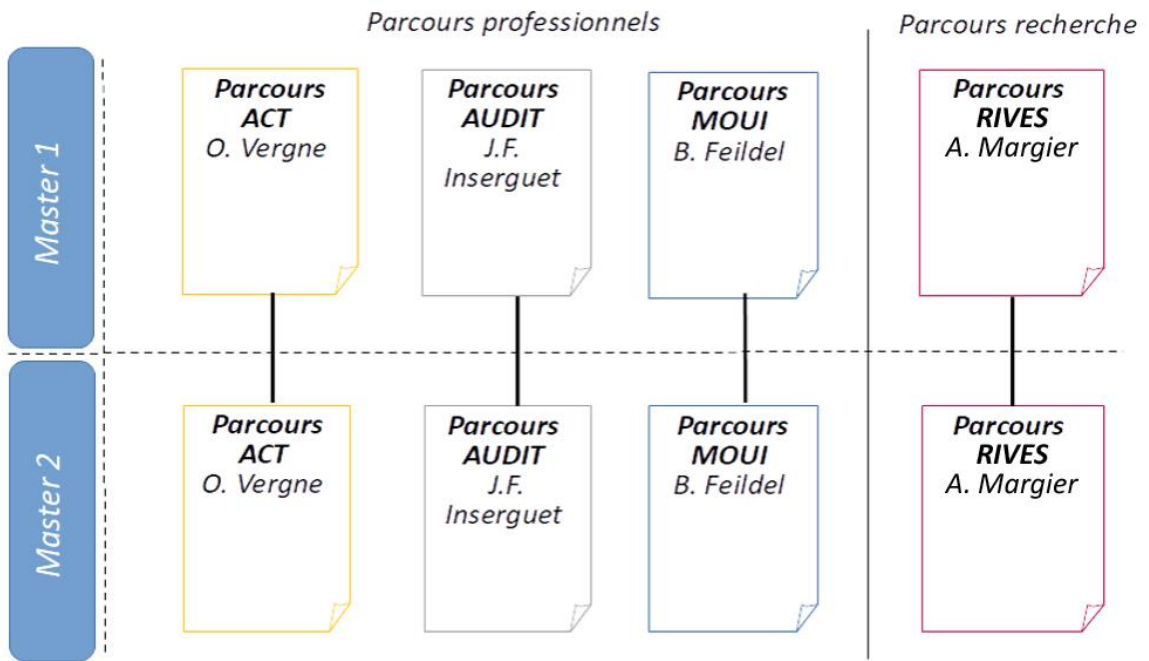 Parcours professionnels
Parcours recherche
Master 1
Parcours
ACT
O. Vergne
Parcours
AUDIT
J.F.
Inserguet
Parcours
MOUI
B. Feildel
Parcours
RIVES
A. Margier
Master 2
Parcours
ACT
O. Vergne
Parcours
AUDIT
J.F.
Inserguet
Parcours
MOUI
B. Feildel
Parcours
RIVES
A. Margier